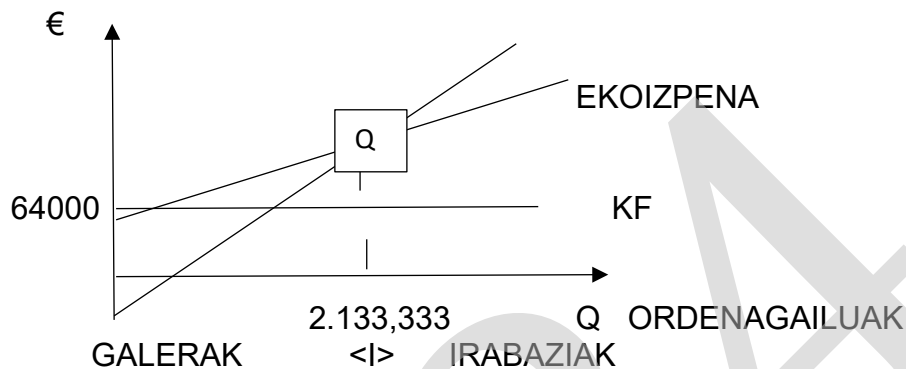 €
EKOIZPENA
Q
64000 KF
2.133,333 Q ORDENAGAILUAK
GALERAK <I> IRABAZIAK